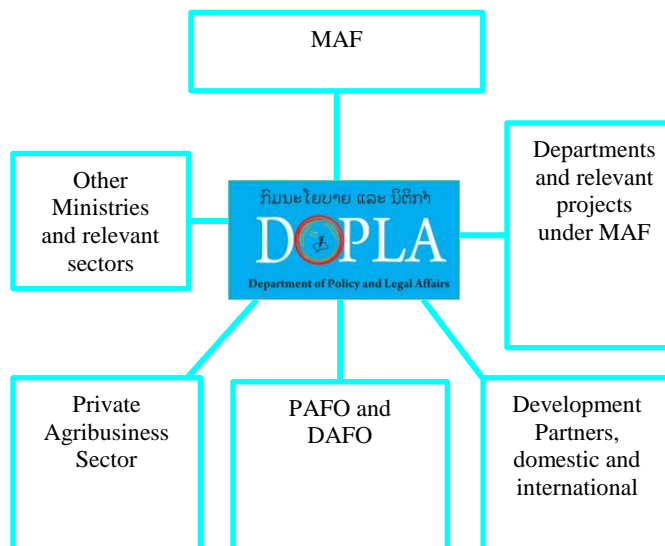 MAF
Departments
and relevant
projects
under MAF
Other
Ministries
and relevant
sectors
ກົມນະໂຍບາຍ ແລະ ນິຕິກຳ
DOPLA
Department of Policy and Legal Affairs
Private
Agribusiness
Sector
PAFO and
DAFO
Development
Partners,
domestic and
international